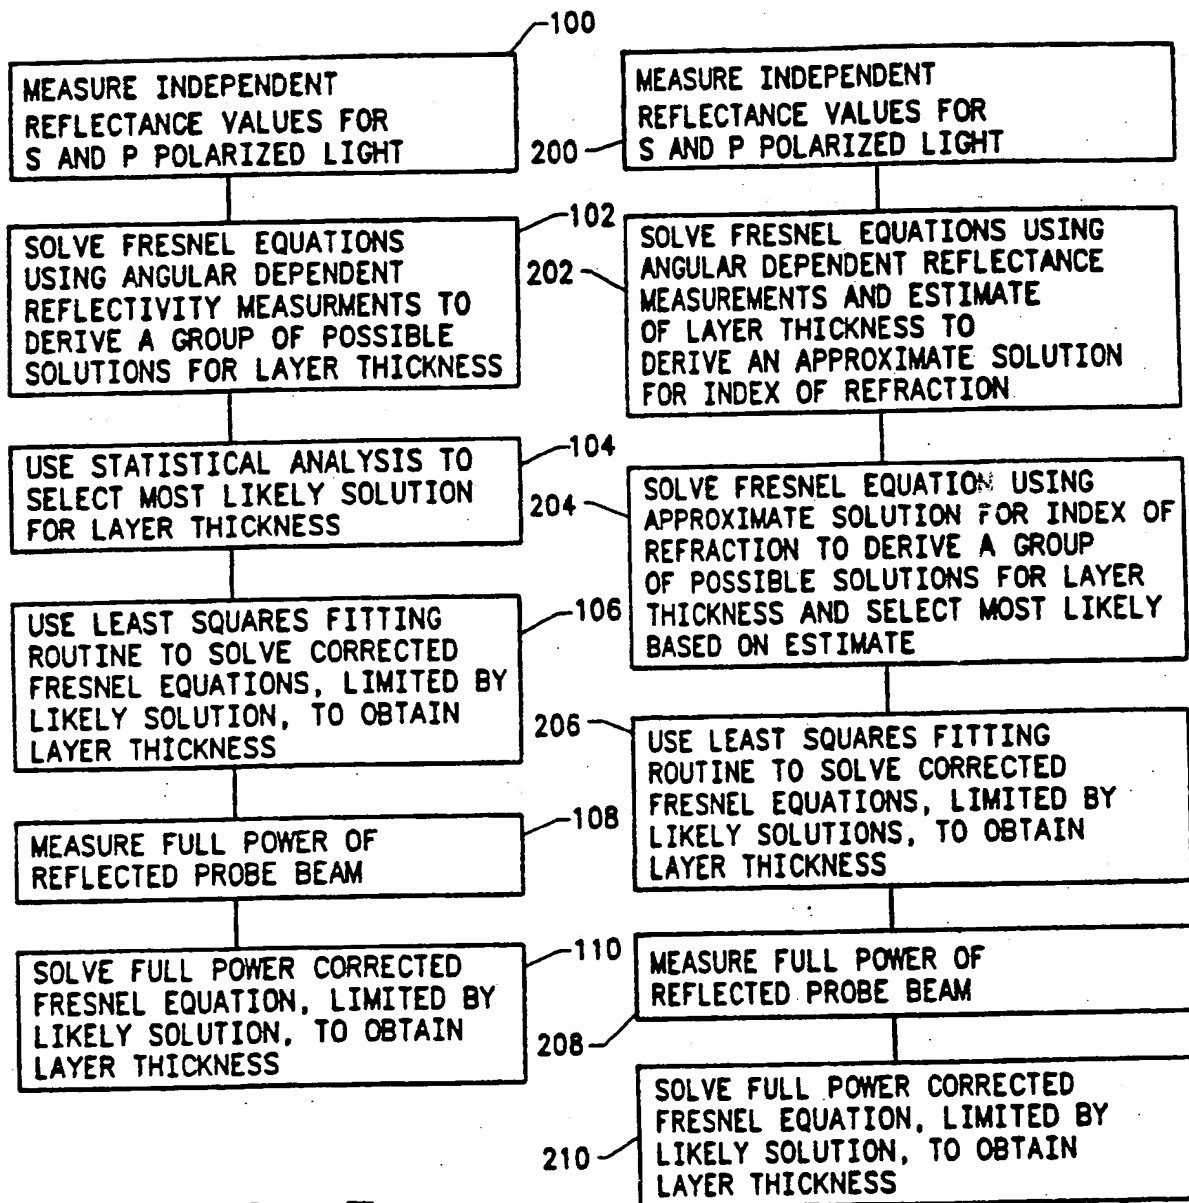 100
MEASURE INDEPENDENT
REFLECTANCE VALUES FOR
S AND P POLARIZED LIGHT
102
SOLVE FRESNEL EQUATIONS
USING ANGULAR DEPENDENT
REFLECTIVITY MEASURMENTS TO
DERIVE A GROUP OF POSSIBLE
SOLUTIONS FOR LAYER THICKNESS
104
USE STATISTICAL ANALYSIS TO
SELECT MOST LIKELY SOLUTION
FOR LAYER THICKNESS
106
USE LEAST SQUARES FITTING
ROUTINE TO SOLVE CORRECTED
FRESNEL EQUATIONS, LIMITED BY
LIKELY SOLUTION, TO OBTAIN
LAYER THICKNESS
108
MEASURE FULL POWER OF
REFLECTED PROBE BEAM
110
SOLVE FULL POWER CORRECTED
FRESNEL EQUATION, LIMITED BY
LIKELY SOLUTION, TO OBTAIN
LAYER THICKNESS
200
MEASURE INDEPENDENT
REFLECTANCE VALUES FOR
S AND P POLARIZED LIGHT
202
SOLVE FRESNEL EQUATIONS USING
ANGULAR DEPENDENT REFLECTANCE
MEASUREMENTS AND ESTIMATE
OF LAYER THICKNESS TO
DERIVE AN APPROXIMATE SOLUTION
FOR INDEX OF REFRACTION
204
SOLVE FRESNEL EQUATION USING
APPROXIMATE SOLUTION FOR INDEX OF
REFRACTION TO DERIVE A GROUP
OF POSSIBLE SOLUTIONS FOR LAYER
THICKNESS AND SELECT MOST LIKELY
BASED ON ESTIMATE
206
USE LEAST SQUARES FITTING
ROUTINE TO SOLVE CORRECTED
FRESNEL EQUATIONS, LIMITED BY
LIKELY SOLUTIONS, TO OBTAIN
LAYER THICKNESS
208
MEASURE FULL POWER OF
REFLECTED PROBE BEAM
210
SOLVE FULL POWER CORRECTED
FRESNEL EQUATION, LIMITED BY
LIKELY SOLUTION, TO OBTAIN
LAYER THICKNESS